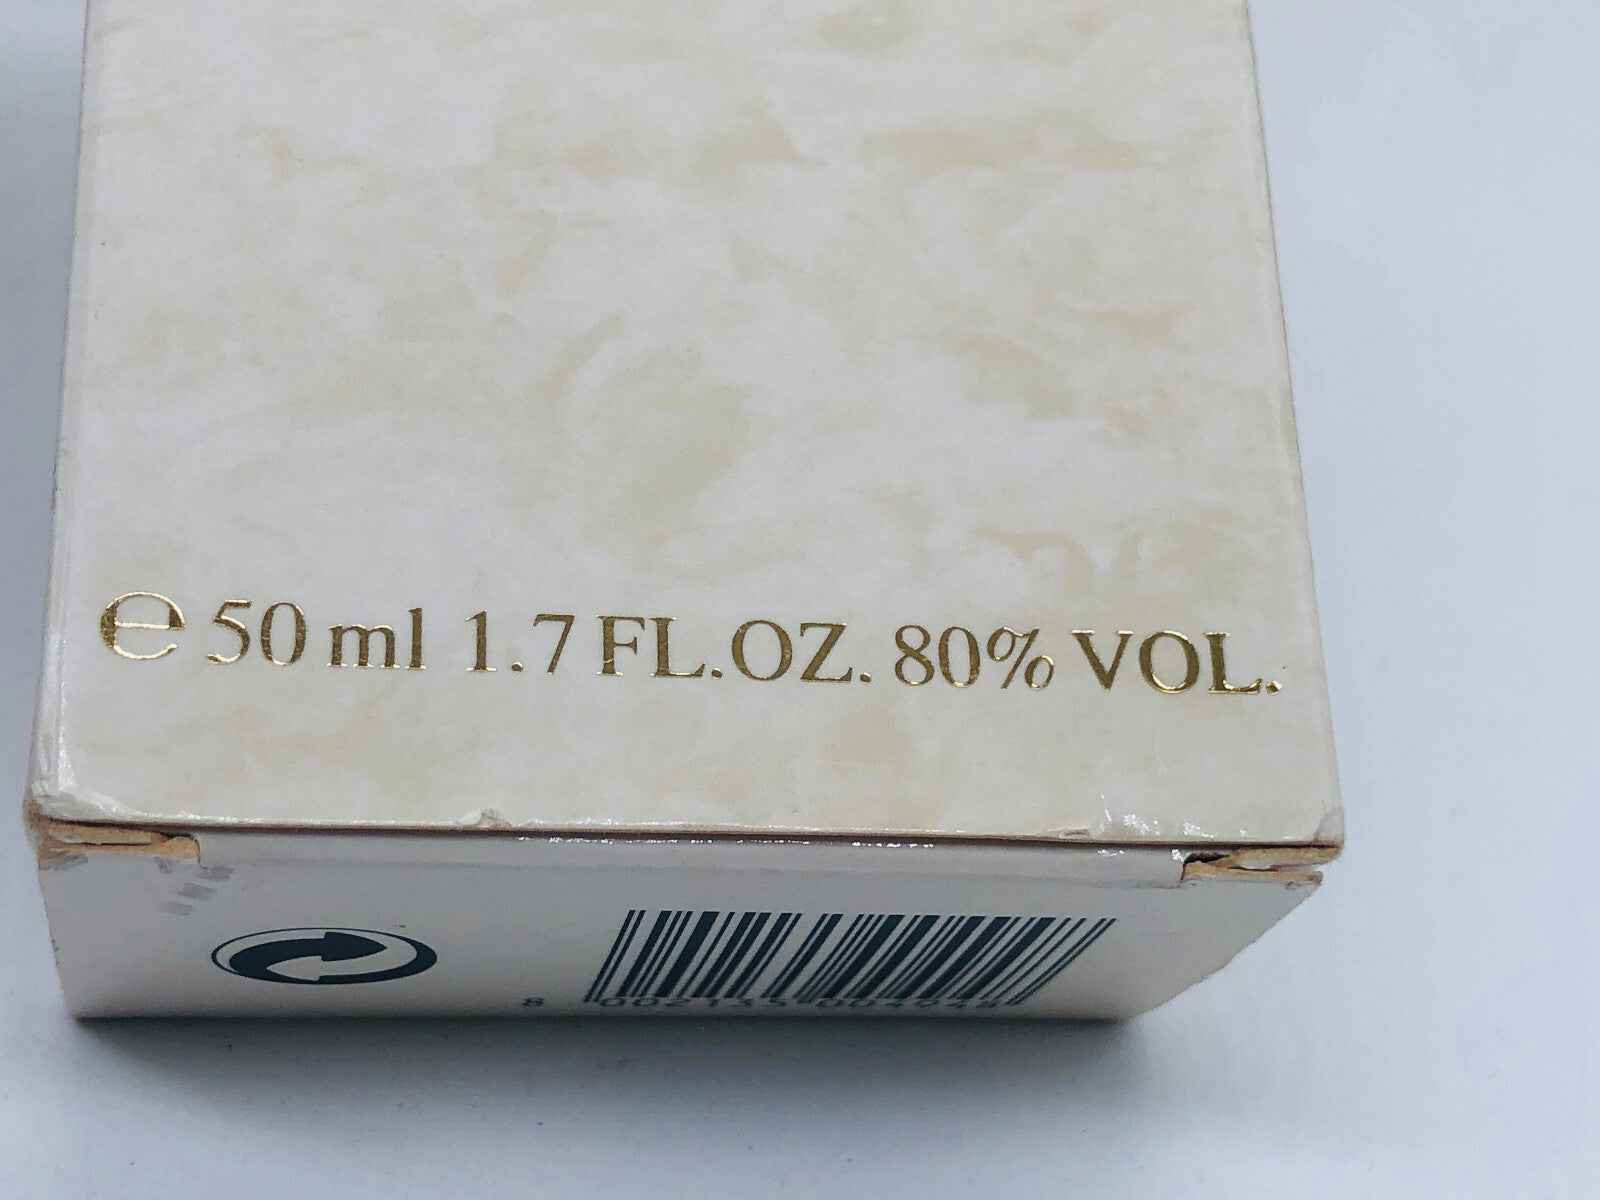 ℮ 50 ml 1.7 FL.OZ. 80% VOL.